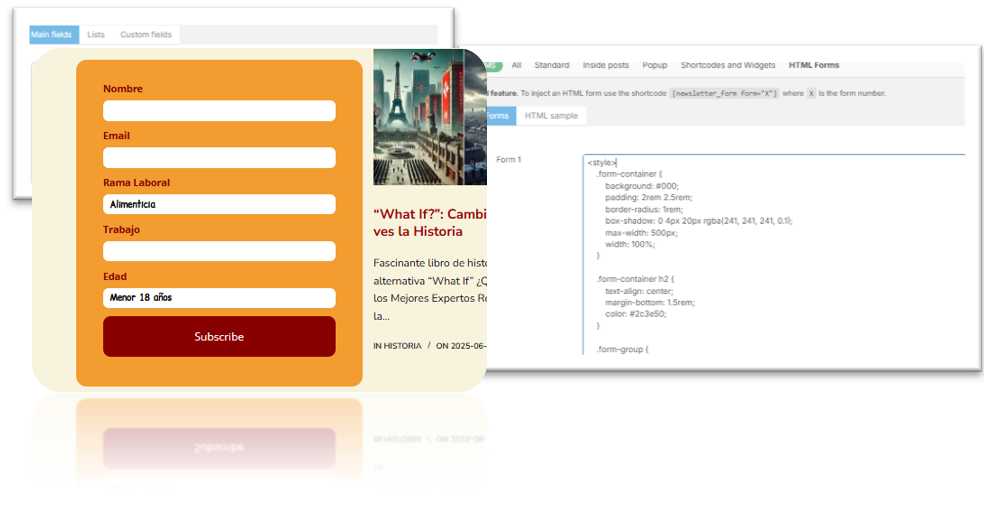 Main fields Lists Custom fields
Nombre
Email
Rama Laboral
Alimenticia
Trabajo
Edad
Menor 18 años
Subscribe
“What If?”: Cambi
ves la Historia
Fascinante libro de histo
alternativa “What If” ¿Q
los Mejores Expertos Re
la...
IN HISTORIA / ON 2025-06-
All Standard Inside posts Popup Shortcodes and Widgets HTML Forms
feature. To inject an HTML form use the shortcode [newsletter_form form="X"] where X is the form number.
orms HTML sample
Form 1
<style>
.form-container {
background: #000;
padding: 2rem 2.5rem;
border-radius: 1rem;
box-shadow: 0 4px 20px rgba(241, 241, 241, 0.1);
max-width: 500px;
width: 100%;
}
.form-container h2 {
text-align: center;
margin-bottom: 1.5rem;
color: #2c3e50;
}
.form-group {